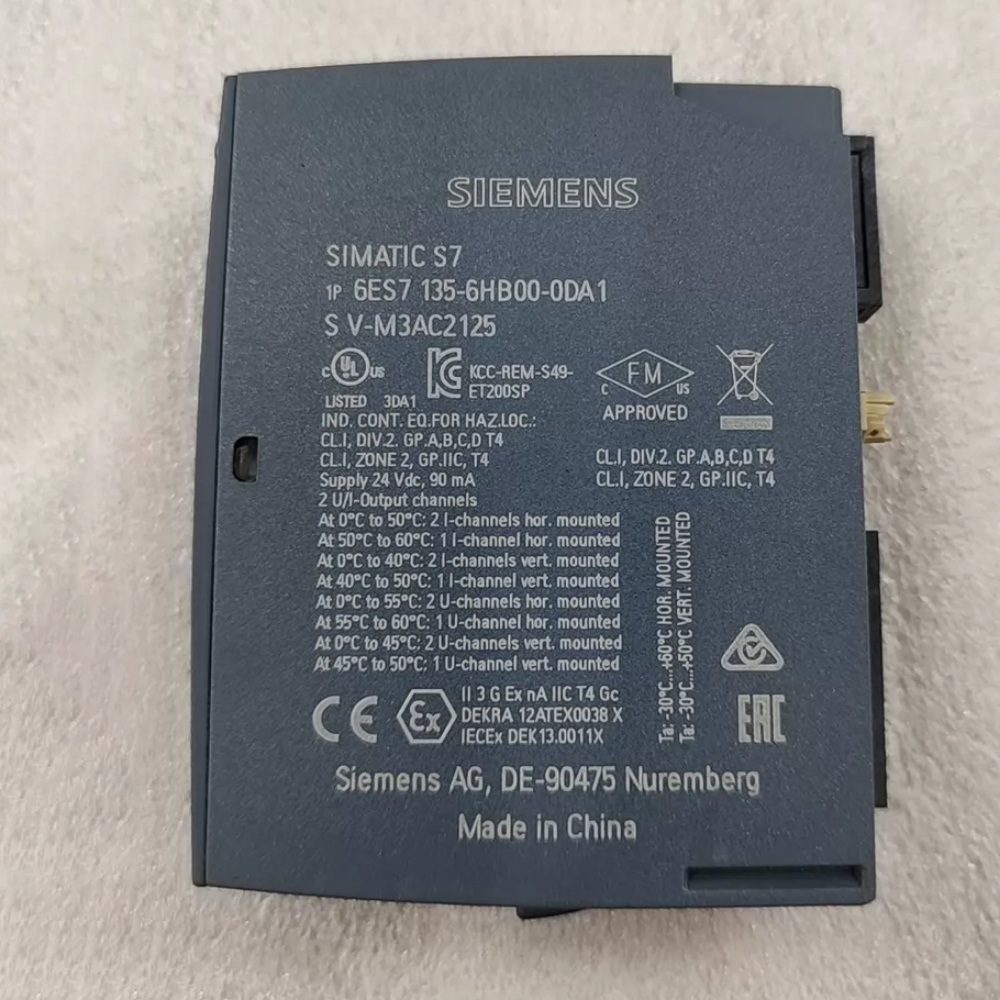 SIEMENS
SIMATIC S7
1P 6ES7 135-6HB00-0DA1
S V-M3AC2125
C UL US
LISTED 3DA1
KCC-REM-S49-
ET200SP
C FM US
APPROVED
IND. CONT. EQ.FOR HAZ.LOC.:
CL.I, DIV.2. GP.A,B,C,D T4
CL.I, ZONE 2, GP.IIC, T4
CL.I, DIV.2. GP.A,B,C,D T4
CL.I, ZONE 2, GP.IIC, T4
Supply 24 Vdc, 90 mA
2 U/I-Output channels
At 0°C to 50°C: 2 I-channels hor. mounted
At 50°C to 60°C: 1 I-channel hor. mounted
At 0°C to 40°C: 2 I-channels vert. mounted
At 40°C to 50°C: 1 I-channel vert. mounted
At 0°C to 55°C: 2 U-channels hor. mounted
At 55°C to 60°C: 1 U-channel hor. mounted
At 0°C to 45°C: 2 U-channels vert. mounted
At 45°C to 50°C: 1 U-channel vert. mounted
Ta: -30°C...+60°C HOR. MOUNTED
Ta: -30°C...+50°C VERT. MOUNTED
CE
Ex
II 3 G Ex nA IIC T4 Gc
DEKRA 12ATEX0038 X
IECEx DEK13.0011X
EAC
Siemens AG, DE-90475 Nuremberg
Made in China